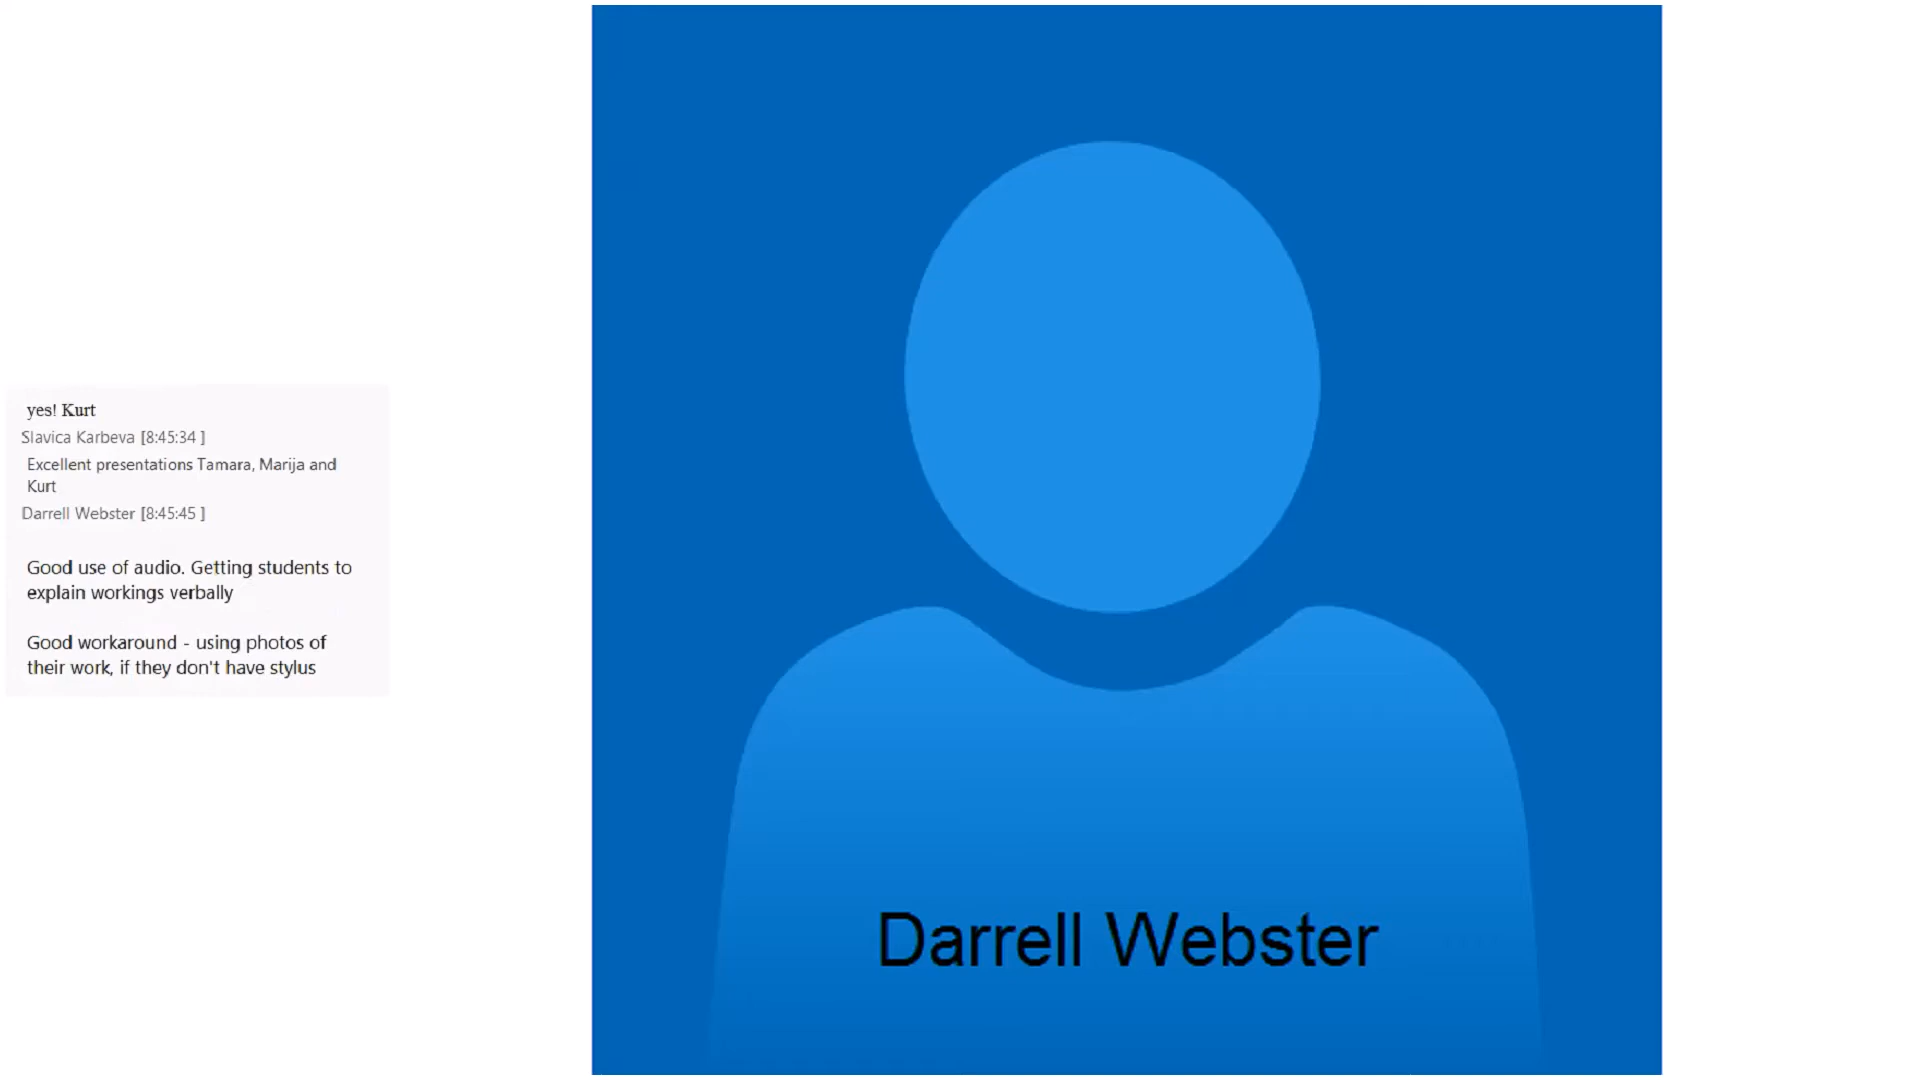 yes! Kurt
Slavica Karbeva [8:45:34 ]
Excellent presentations Tamara, Marija and
Kurt
Darrell Webster [8:45:45 ]
Good use of audio. Getting students to
explain workings verbally
Good workaround - using photos of
their work, if they don't have stylus
Darrell Webster